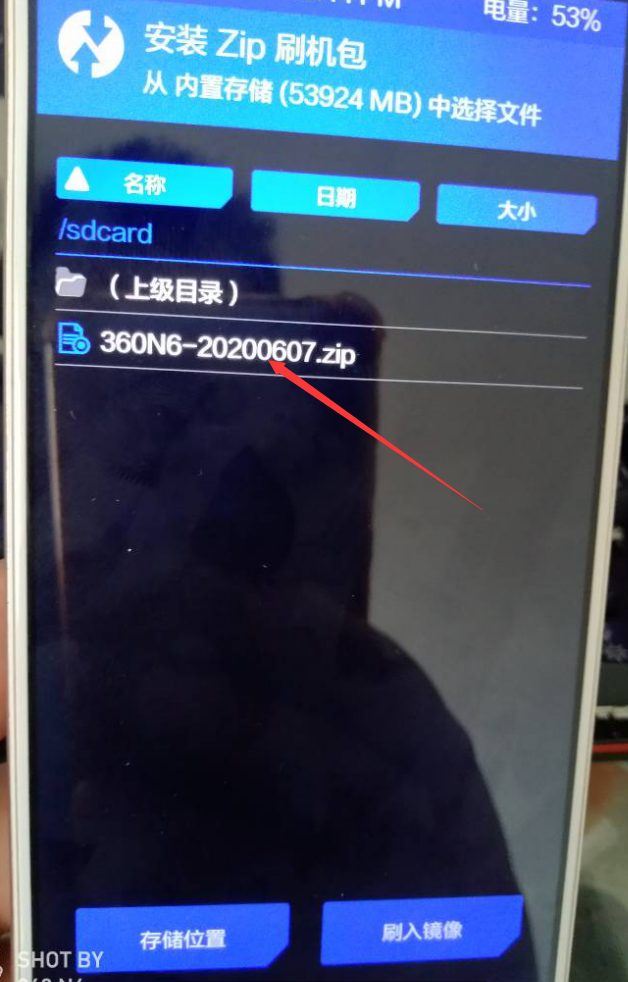 电量：53%
安装 Zip 刷机包
从 内置存储 (53924 MB) 中选择文件
名称 日期 大小
/sdcard
（上级目录）
360N6-20200607.zip
存储位置 刷入镜像
SHOT BY